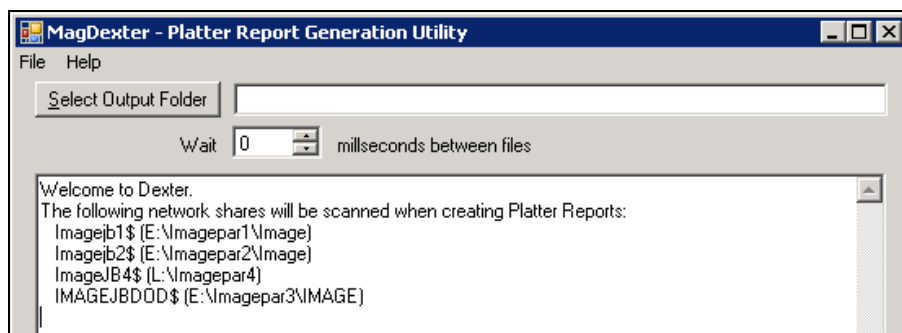 MagDexter - Platter Report Generation Utility
File Help
Select Output Folder
Wait 0 millseconds between files
Welcome to Dexter.
The following network shares will be scanned when creating Platter Reports:
Imagejb1$ (E:\Imagepar1\Image)
Imagejb2$ (E:\Imagepar2\Image)
ImageJB4$ (L:\Imagepar4)
IMAGEJBDOD$ (E:\Imagepar3\IMAGE)